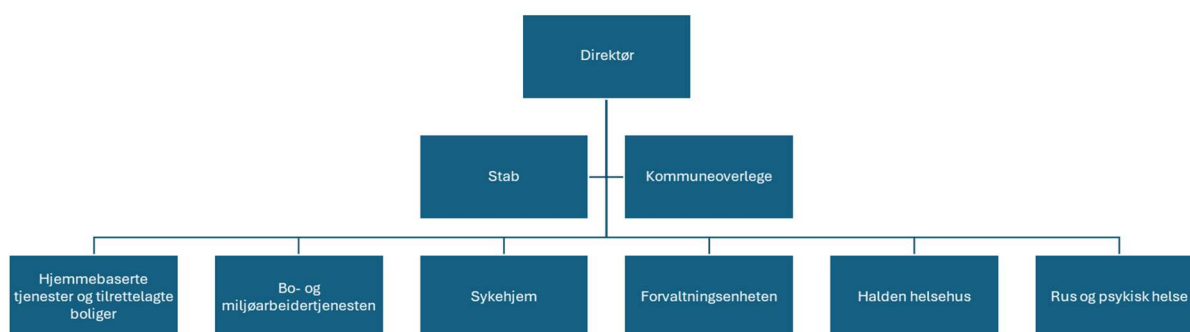 Direktør
Stab
Kommuneoverlege
Hjemmebaserte
tjenester og tilrettelagte
boliger
Bo- og
miljøarbeidertjenesten
Sykehjem
Forvaltningsenheten
Halden helsehus
Rus og psykisk helse